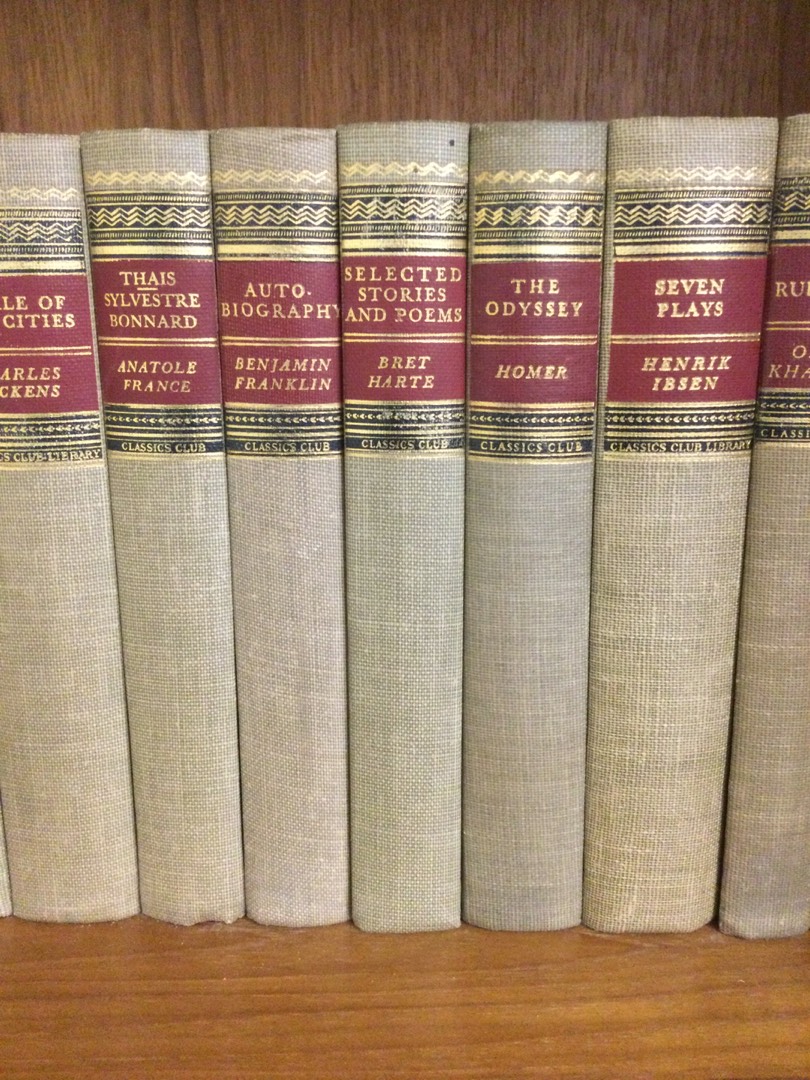 LE OF
CITIES
ARLES
CKENS
CS CLUB LIBRARY
THAIS
SYLVESTRE
BONNARD
ANATOLE
FRANCE
CLASSICS CLUB
AUTO-
BIOGRAPHY
BENJAMIN
FRANKLIN
CLASSICS CLUB
SELECTED
STORIES
AND POEMS
BRET
HARTE
CLASSICS CLUB
THE
ODYSSEY
HOMER
CLASSICS CLUB
SEVEN
PLAYS
HENRIK
IBSEN
CLASSICS CLUB LIBRARY
RU
O
KHA
CLASSIC